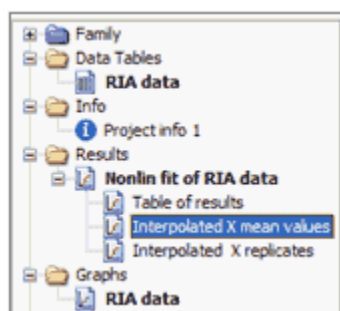 Family
Data Tables
RIA data
Info
Project info 1
Results
Nonlin fit of RIA data
Table of results
Interpolated X mean values
Interpolated X replicates
Graphs
RIA data